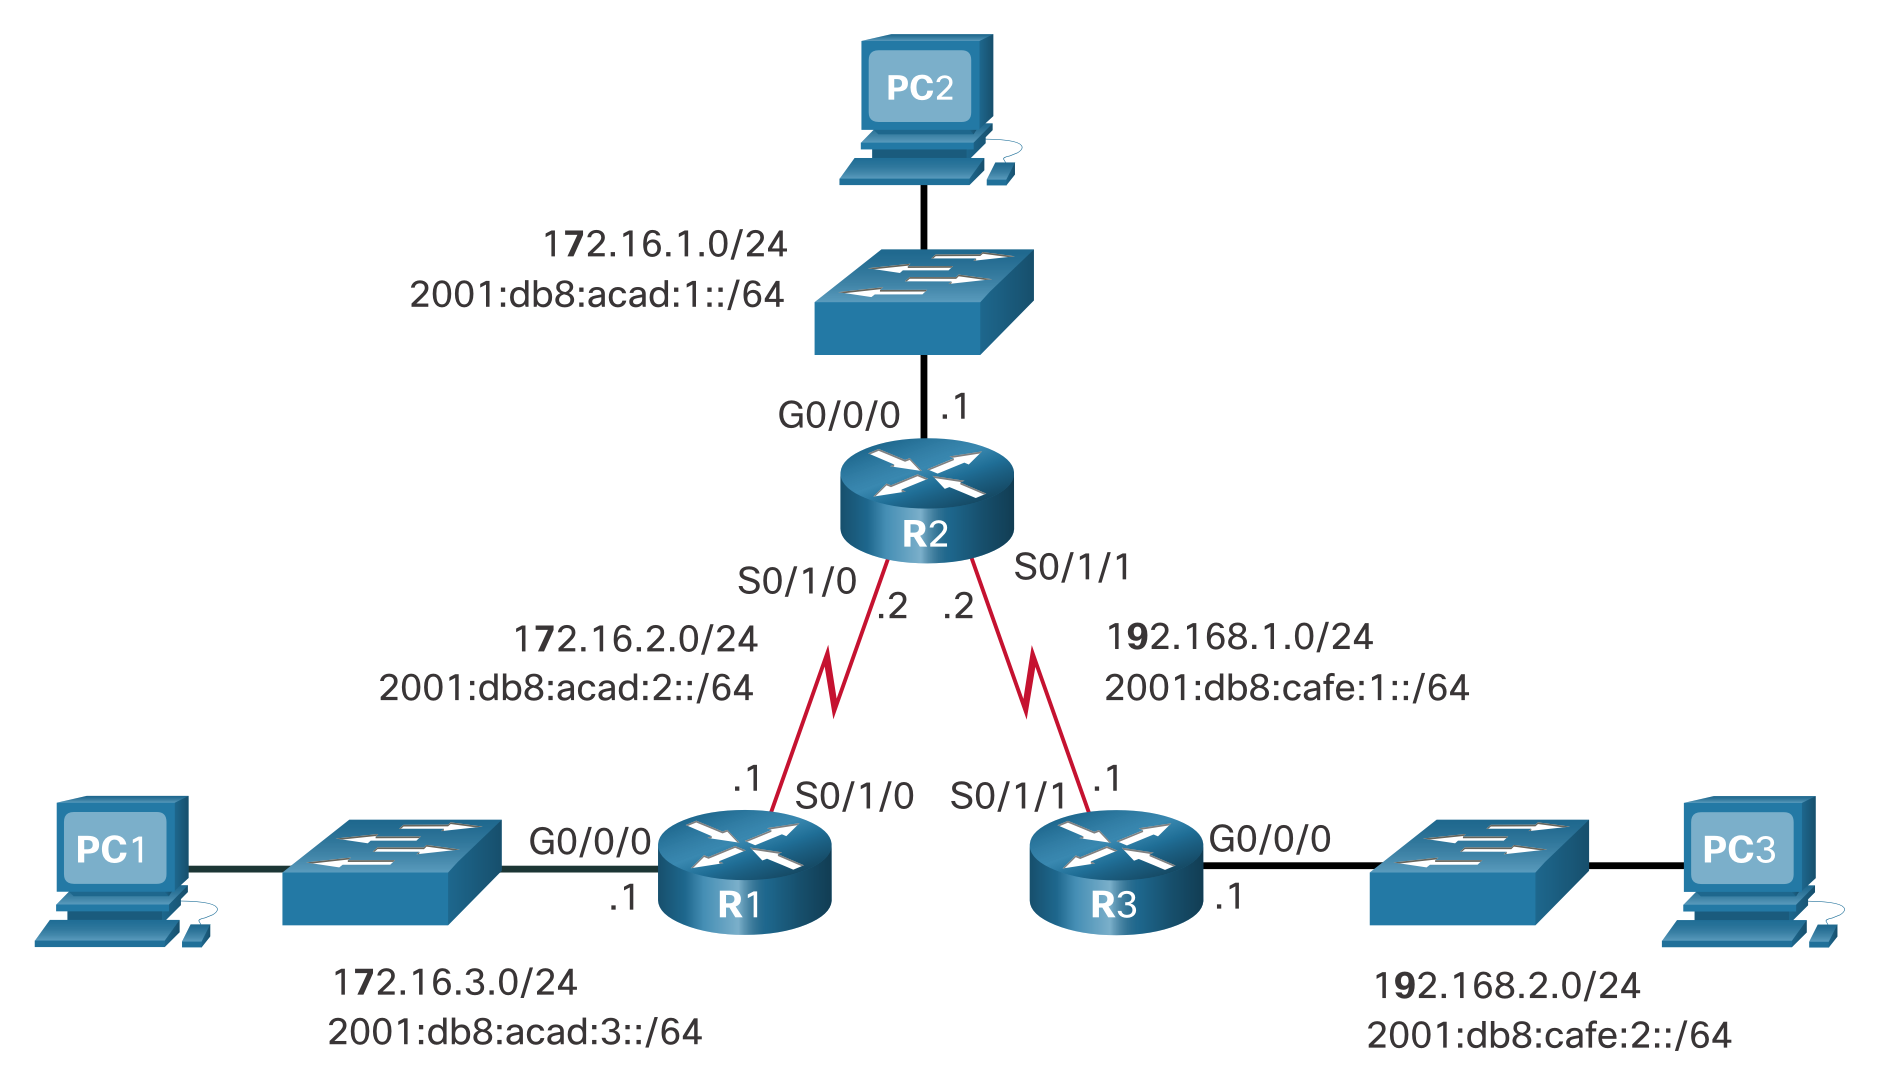 PC2
172.16.1.0/24
2001:db8:acad:1::/64
G0/0/0
.1
R2
S0/1/0
S0/1/1
.2
.2
172.16.2.0/24
2001:db8:acad:2::/64
192.168.1.0/24
2001:db8:cafe:1::/64
.1
S0/1/0
S0/1/1
.1
PC1
G0/0/0
.1
R1
R3
G0/0/0
.1
PC3
172.16.3.0/24
2001:db8:acad:3::/64
192.168.2.0/24
2001:db8:cafe:2::/64